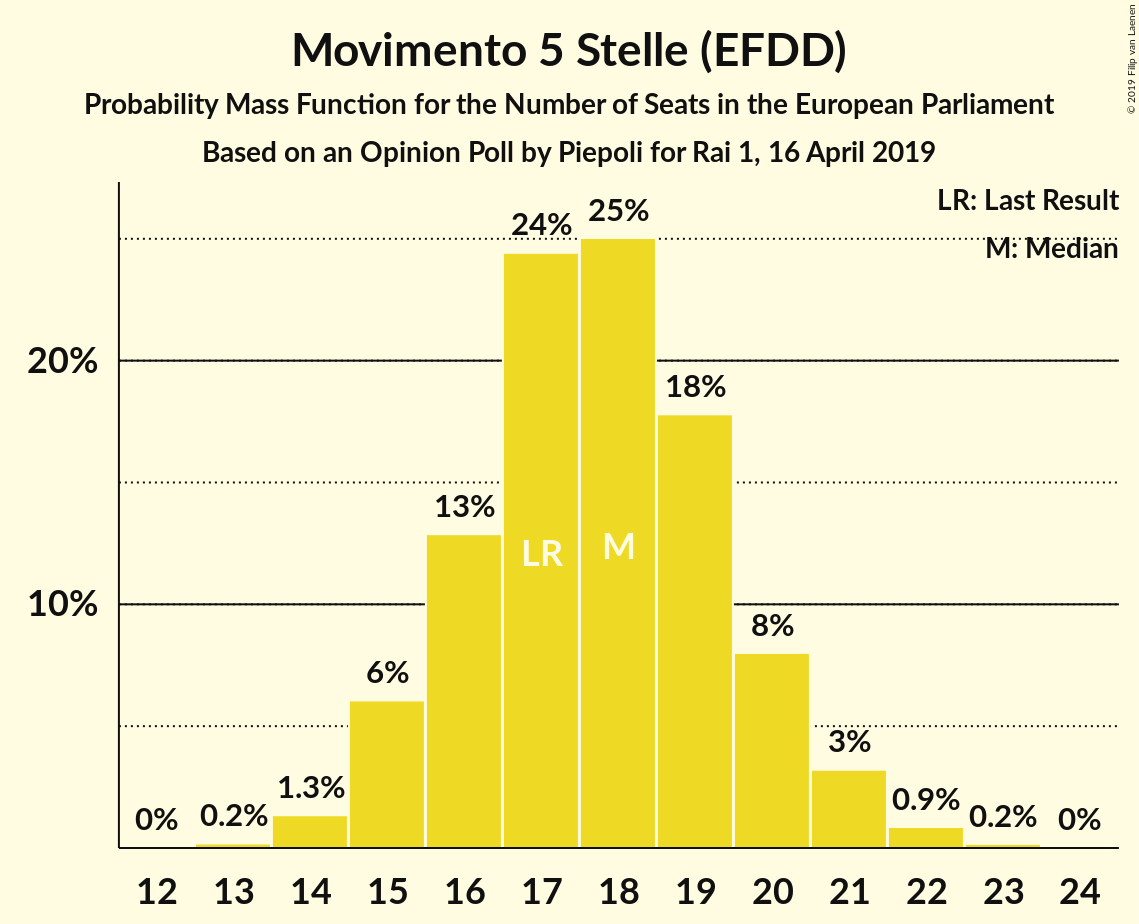 Movimento 5 Stelle (EFDD)
Probability Mass Function for the Number of Seats in the European Parliament
Based on an Opinion Poll by Piepoli for Rai 1, 16 April 2019
© 2019 Filip van Laenen
LR: Last Result
M: Median
20%
10%
0%
0.2%
1.3%
6%
13%
24%
25%
18%
8%
3%
0.9%
0.2%
0%
LR
M
12 13 14 15 16 17 18 19 20 21 22 23 24